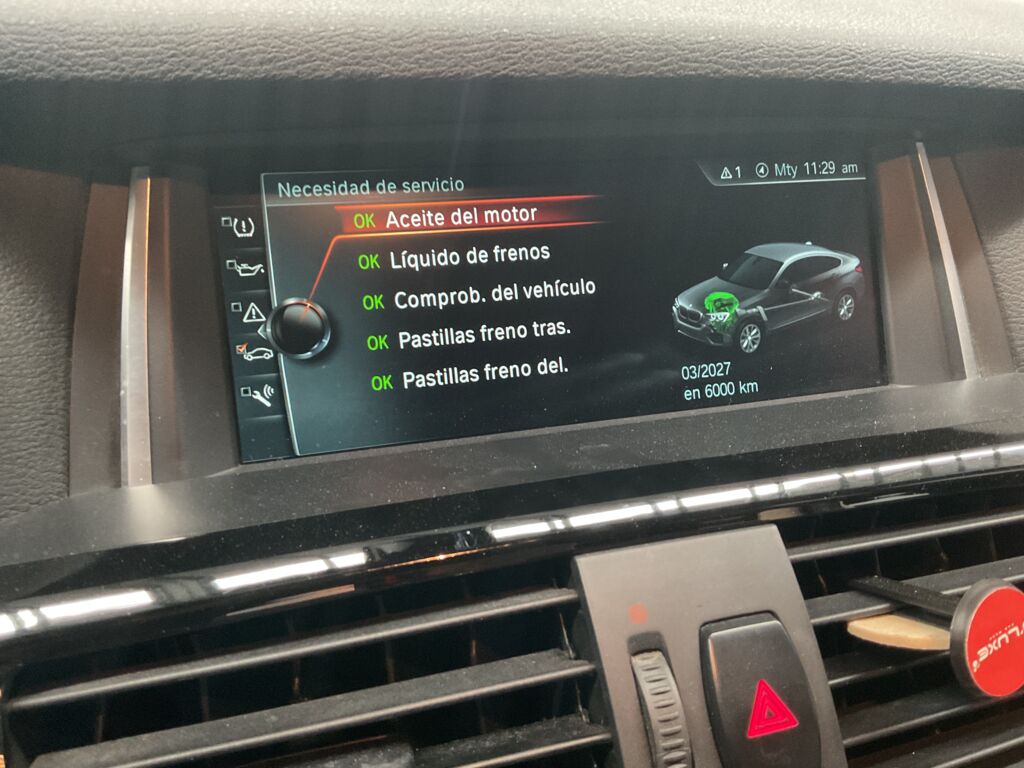 Necesidad de servicio
⚠ 1 ④ Mty 11:29 am
OK Aceite del motor
OK Líquido de frenos
OK Comprob. del vehículo
OK Pastillas freno tras.
OK Pastillas freno del.
03/2027
en 6000 km